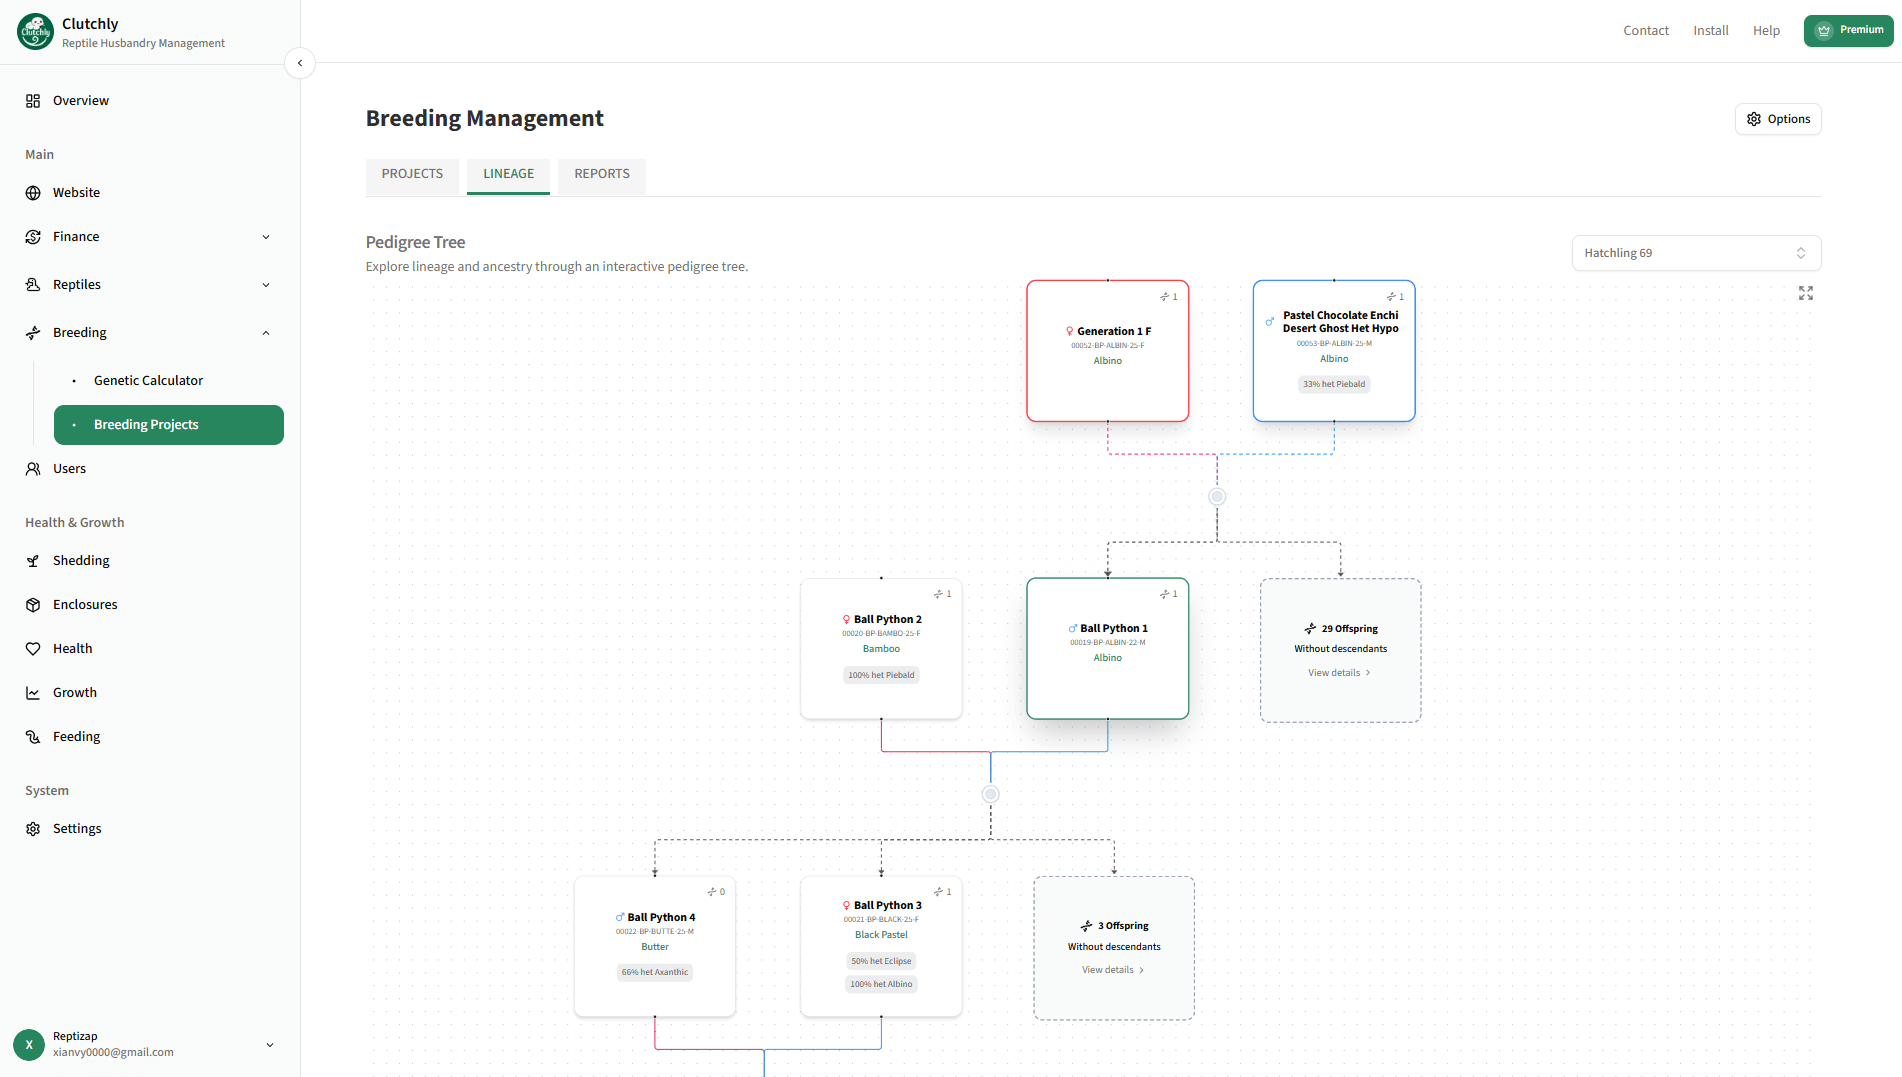 Clutchly
Reptile Husbandry Management
Contact
Install
Help
Premium
Overview
Main
Website
Finance
Reptiles
Breeding
Genetic Calculator
Breeding Projects
Users
Health & Growth
Shedding
Enclosures
Health
Growth
Feeding
System
Settings
X
Reptizap
xianvy0000@gmail.com
Breeding Management
Options
PROJECTS
LINEAGE
REPORTS
Pedigree Tree
Explore lineage and ancestry through an interactive pedigree tree.
Hatchling 69
1
♀ Generation 1 F
00052-BP-ALBIN-25-F
Albino
1
♂ Pastel Chocolate Enchi
Desert Ghost Het Hypo
00053-BP-ALBIN-25-M
Albino
33% het Piebald
1
♀ Ball Python 2
00020-BP-BAMBO-25-F
Bamboo
100% het Piebald
1
♂ Ball Python 1
00019-BP-ALBIN-22-M
Albino
29 Offspring
Without descendants
View details
0
♂ Ball Python 4
00022-BP-BUTTE-25-M
Butter
66% het Axanthic
1
♀ Ball Python 3
00021-BP-BLACK-25-F
Black Pastel
50% het Eclipse
100% het Albino
3 Offspring
Without descendants
View details